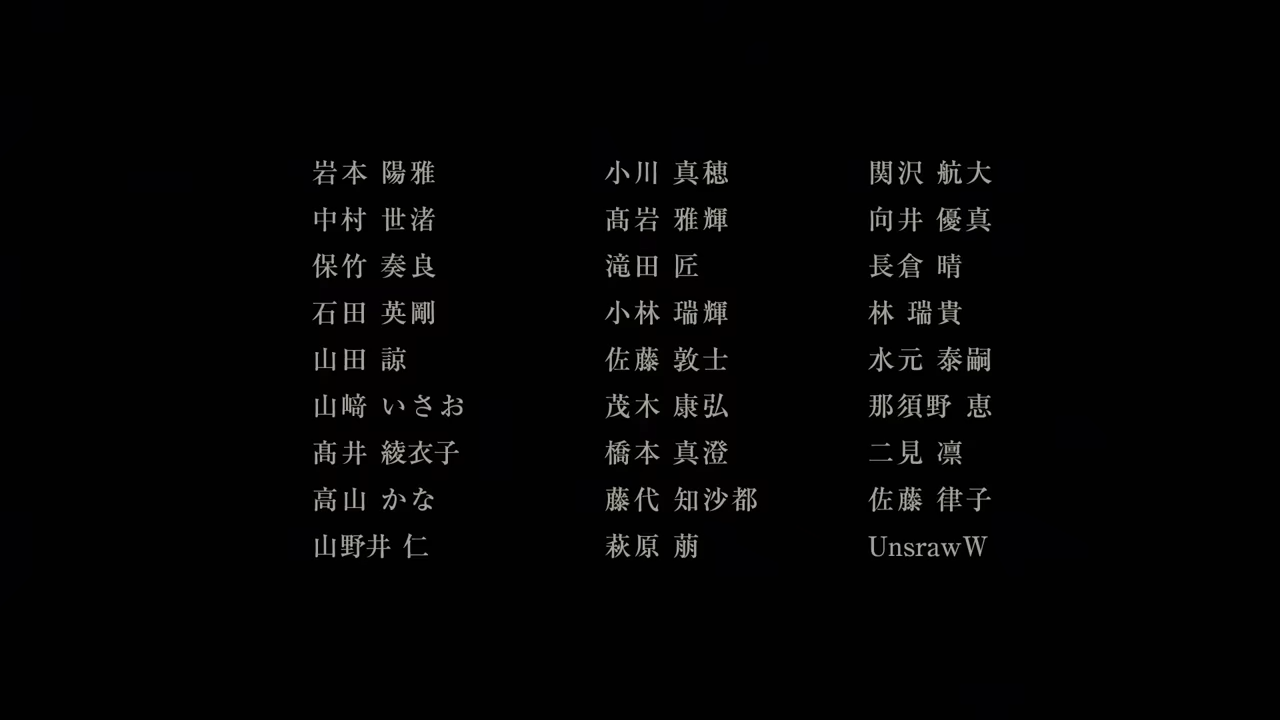 岩本 陽雅
中村 世渚
保竹 奏良
石田 英剛
山田 諒
山﨑 いさお
髙井 綾衣子
高山 かな
山野井 仁
小川 真穂
髙岩 雅輝
滝田 匠
小林 瑞輝
佐藤 敦士
茂木 康弘
橋本 真澄
藤代 知沙都
萩原 萠
関沢 航大
向井 優真
長倉 晴
林 瑞貴
水元 泰嗣
那須野 恵
二見 凛
佐藤 律子
UnsrawW